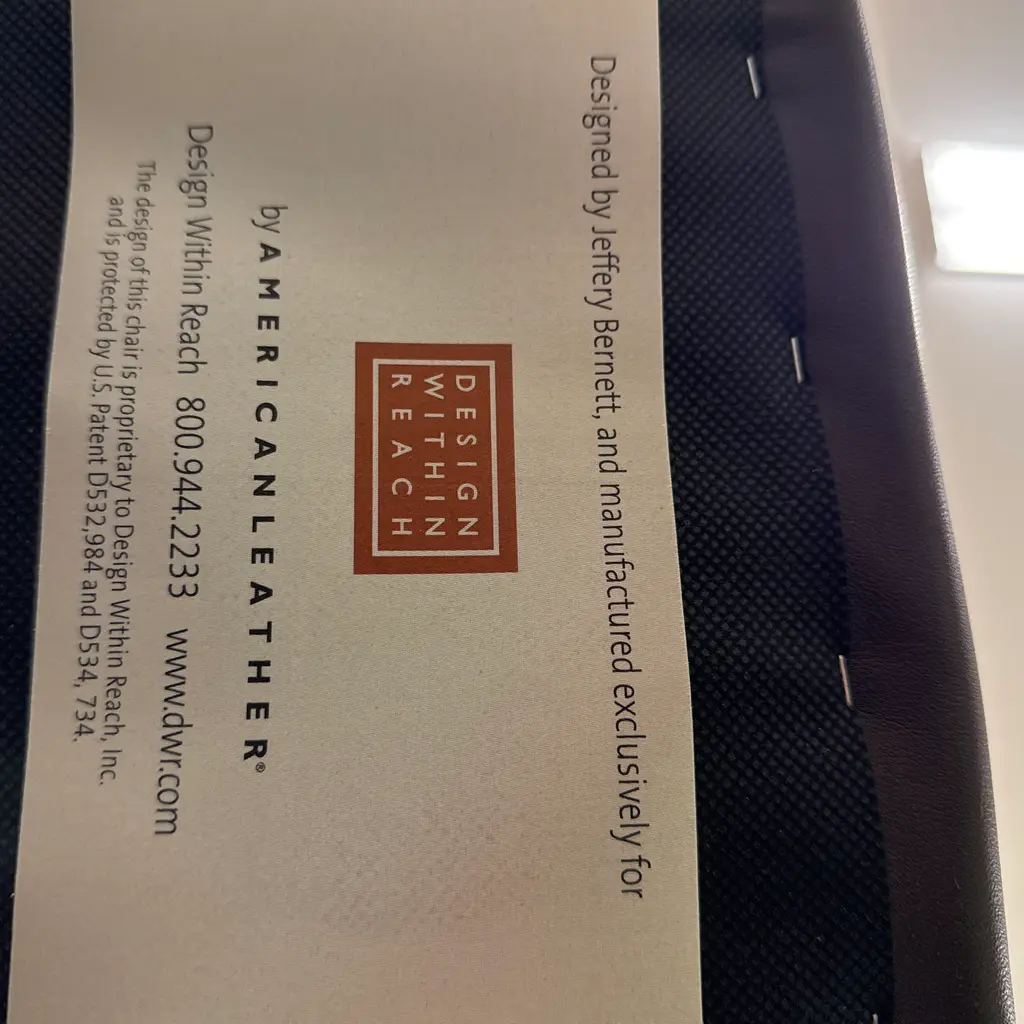 Designed by Jeffery Bernett, and manufactured exclusively for
DESIGN
WITHIN
REACH
by AMERICANLEATHER®
Design Within Reach 800.944.2233 www.dwr.com
The design of this chair is proprietary to Design Within Reach, Inc.
and is protected by U.S. Patent D532,984 and D534, 734.